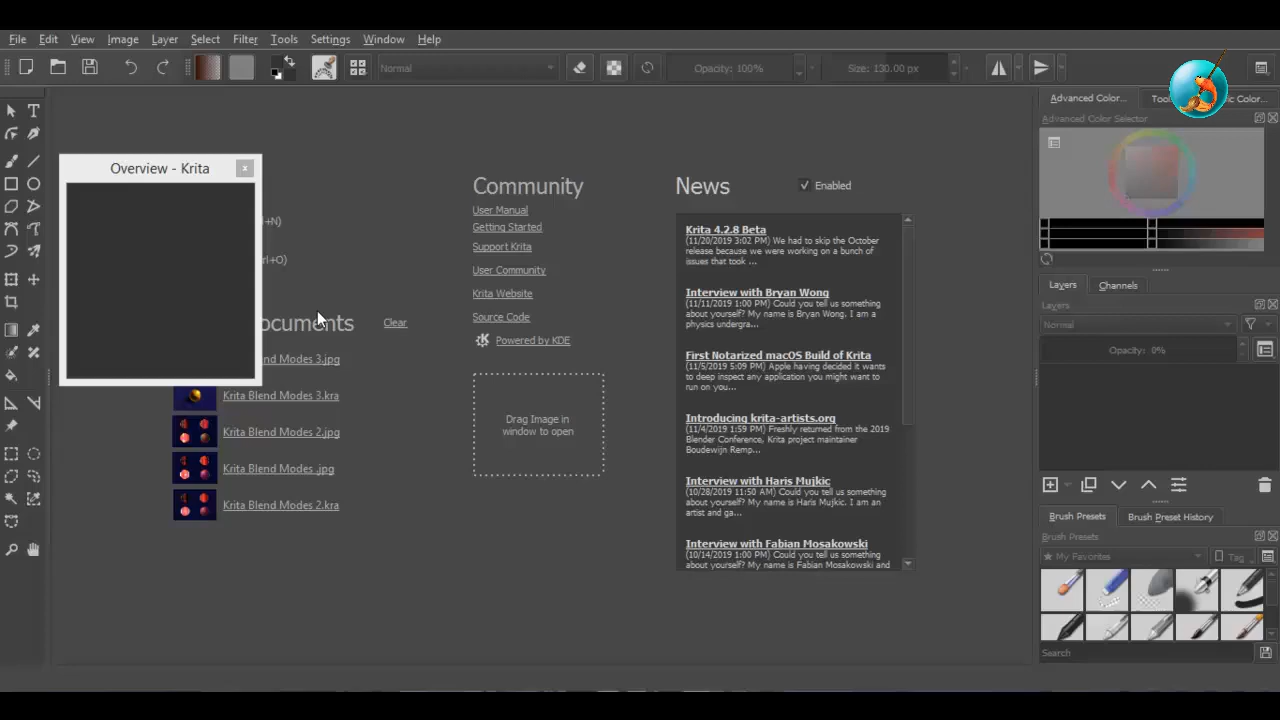 File Edit View Image Layer Select Filter Tools Settings Window Help
Normal Opacity: 100% Size: 130.00 px
Advanced Color... Tool ic Color...
Advanced Color Selector
Overview - Krita x
l+N)
rl+O)
ocuments Clear
nd Modes 3.jpg
Krita Blend Modes 3.kra
Krita Blend Modes 2.jpg
Krita Blend Modes .jpg
Krita Blend Modes 2.kra
Community
User Manual
Getting Started
Support Krita
User Community
Krita Website
Source Code
Powered by KDE
Drag Image in
window to open
News Enabled
Krita 4.2.8 Beta
(11/20/2019 3:02 PM) We had to skip the October
release because we were working on a bunch of
issues that took ...
Interview with Bryan Wong
(11/11/2019 1:00 PM) Could you tell us something
about yourself? My name is Bryan Wong. I am a
physics undergra...
First Notarized macOS Build of Krita
(11/5/2019 5:09 PM) Apple having decided it wants
to deep inspect any application you might want to
run on you...
Introducing krita-artists.org
(11/4/2019 1:59 PM) Freshly returned from the 2019
Blender Conference, Krita project maintainer
Boudewijn Remp...
Interview with Haris Mujkic
(10/28/2019 11:50 AM) Could you tell us something
about yourself? My name is Haris Mujkic. I am an
artist and ga...
Interview with Fabian Mosakowski
(10/14/2019 1:00 PM) Could you tell us something
about yourself? My name is Fabian Mosakowski and
Layers Channels
Layers
Normal
Opacity: 0%
Brush Presets Brush Preset History
Brush Presets
★ My Favorites Tag
Search